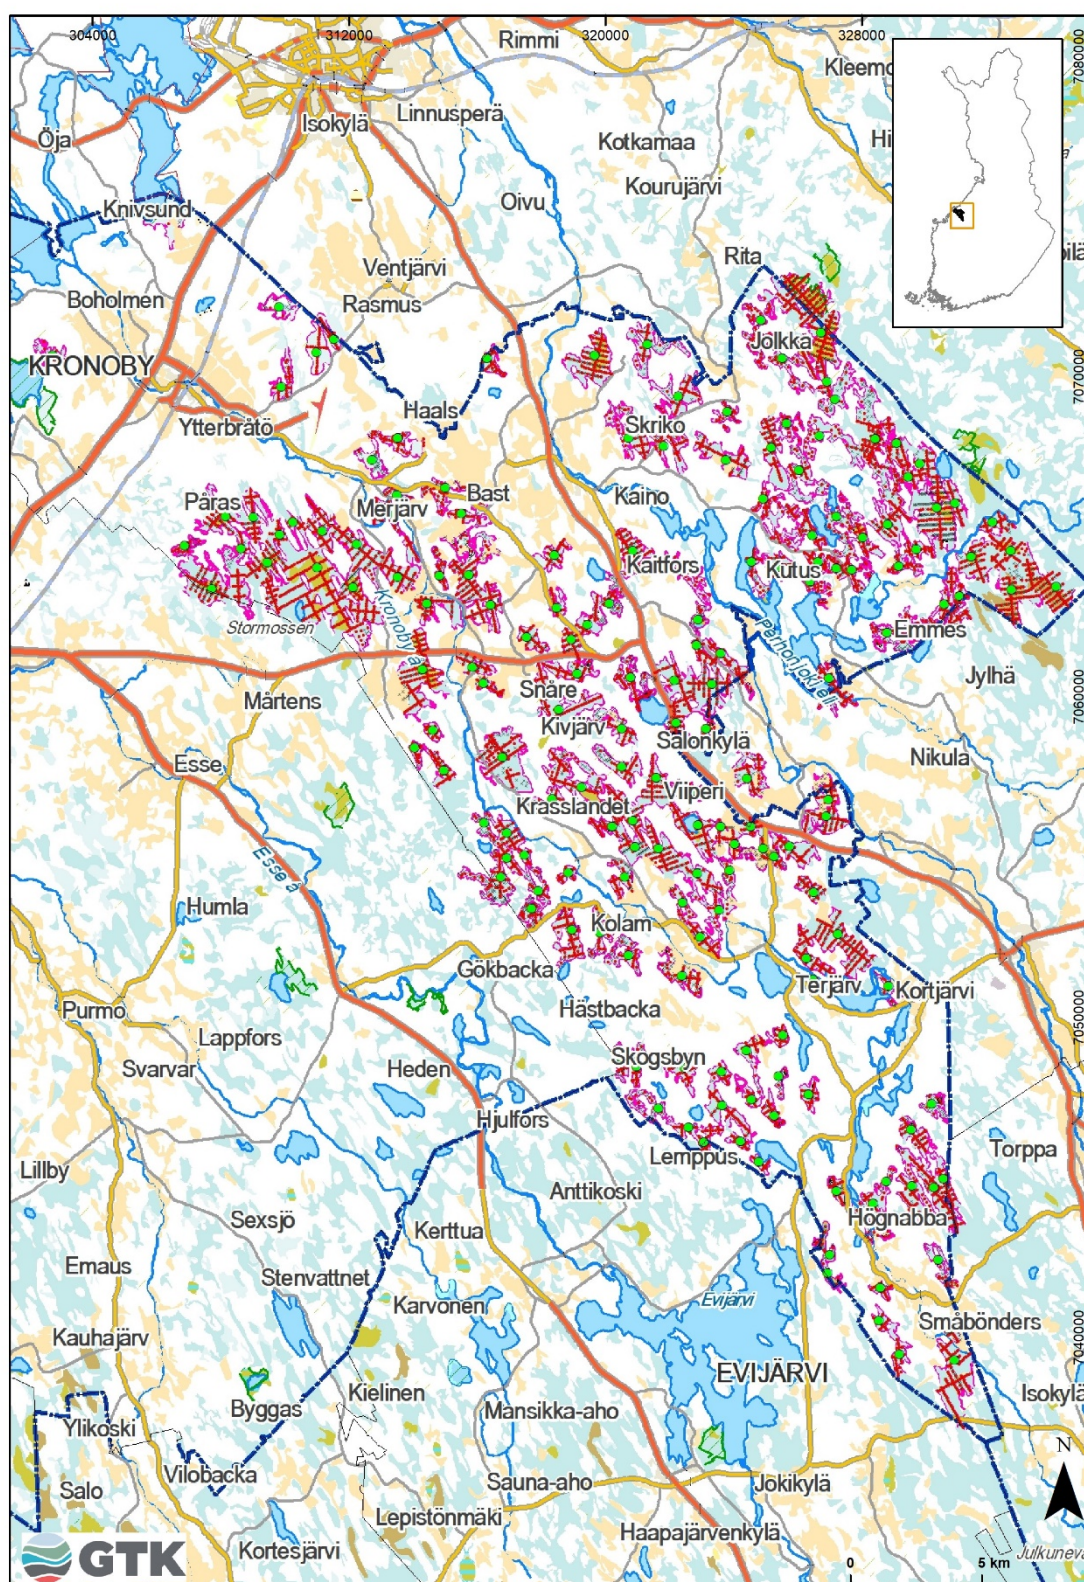 304000
312000
320000
328000
7080000
Rimmi
Kleemo
Linnusperä
Isokylä
Öja
Kotkamaa
Hi
Kourujärvi
Oivu
Knivsund
Rita
pilä
Ventjärvi
Boholmen
Rasmus
Jolkka
KRONOBY
7070000
Haals
Ytterbråtö
Skriko
Kaino
Påras
Merjärv
Bast
Kaitfors
Kutus
Stormossen
Kronoby å
Perhonjoki
Emmes
Jylhä
Mårtens
Snåre
Kivjärv
Salonkylä
7060000
Nikula
Esse
Viiperi
Krasslandet
Esse å
Humla
Kolam
Gökbacka
Terjärv
Kortjärvi
Purmo
Hästbacka
Lappfors
7050000
Svarvar
Heden
Skogsbyn
Hjulfors
Lemppus
Torppa
Lillby
Anttikoski
Sexsjö
Högnabba
Kerttua
Emaus
Stenvattnet
Karvonen
Evijärvi
Småbönders
7040000
Kauhajärv
EVIJÄRVI
Kielinen
Isokylä
Byggas
Mansikka-aho
Ylikoski
N
Vilobacka
Sauna-aho
Jokikylä
Salo
Lepistönmäki
Haapajärvenkylä
Kortesjärvi
Julkuneva
GTK
0
5 km